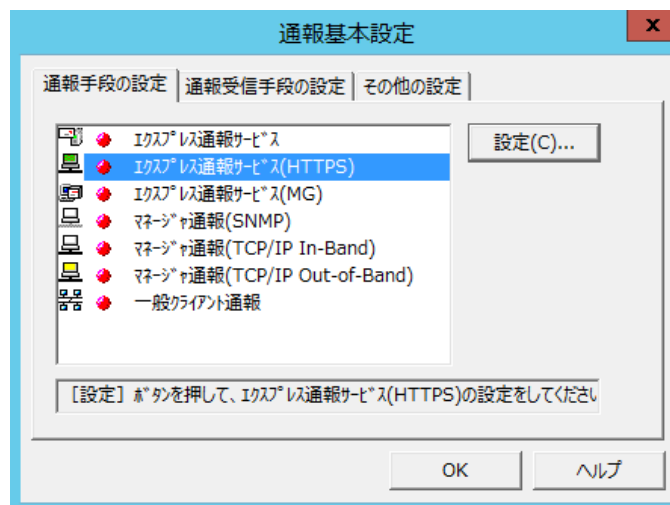 通報基本設定
x
通報手段の設定 通報受信手段の設定 その他の設定
ｴｸｽﾌﾟﾚｽ通報ｻｰﾋﾞｽ
設定(C)...
ｴｸｽﾌﾟﾚｽ通報ｻｰﾋﾞｽ(HTTPS)
ｴｸｽﾌﾟﾚｽ通報ｻｰﾋﾞｽ(MG)
ﾏﾈｰｼﾞｬ通報(SNMP)
ﾏﾈｰｼﾞｬ通報(TCP/IP In-Band)
ﾏﾈｰｼﾞｬ通報(TCP/IP Out-of-Band)
一般ｸﾗｲｱﾝﾄ通報
［設定］ﾎﾞﾀﾝを押して、ｴｸｽﾌﾟﾚｽ通報ｻｰﾋﾞｽ(HTTPS)の設定をしてくださ
OK ヘルプ